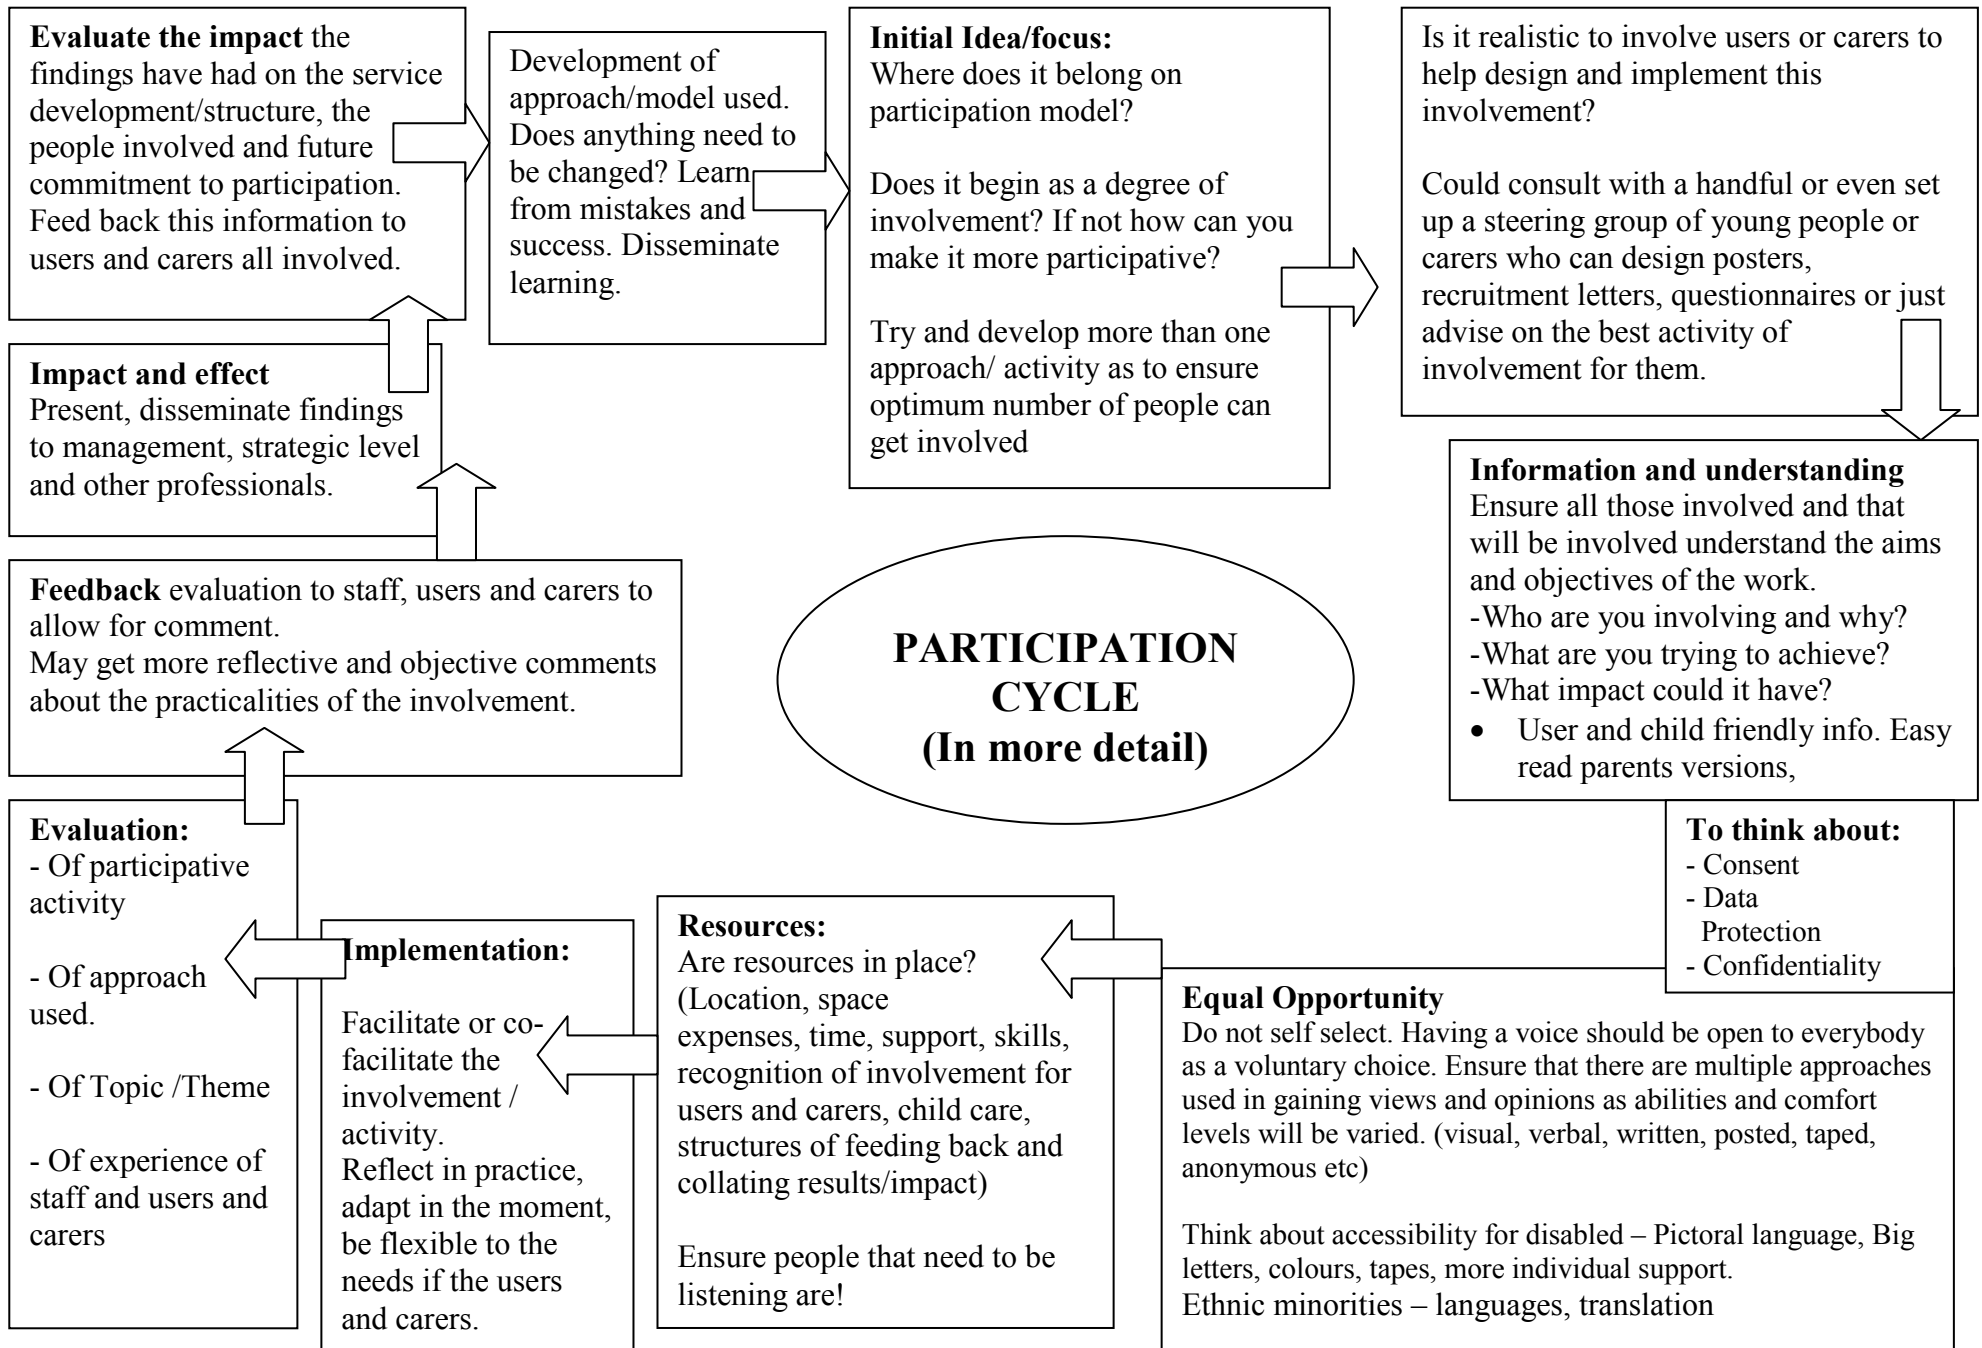 Evaluate the impact the
findings have had on the service
development/structure, the
people involved and future
commitment to participation.
Feed back this information to
users and carers all involved.
Development of
approach/model used.
Does anything need to
be changed? Learn
from mistakes and
success. Disseminate
learning.
Initial Idea/focus:
Where does it belong on
participation model?
Does it begin as a degree of
involvement? If not how can you
make it more participative?
Try and develop more than one
approach/ activity as to ensure
optimum number of people can
get involved
Is it realistic to involve users or carers to
help design and implement this
involvement?
Could consult with a handful or even set
up a steering group of young people or
carers who can design posters,
recruitment letters, questionnaires or just
advise on the best activity of
involvement for them.
Information and understanding
Ensure all those involved and that
will be involved understand the aims
and objectives of the work.
-Who are you involving and why?
-What are you trying to achieve?
-What impact could it have?
• User and child friendly info. Easy
read parents versions,
To think about:
- Consent
- Data
Protection
- Confidentiality
Equal Opportunity
Do not self select. Having a voice should be open to everybody
as a voluntary choice. Ensure that there are multiple approaches
used in gaining views and opinions as abilities and comfort
levels will be varied. (visual, verbal, written, posted, taped,
anonymous etc)
Think about accessibility for disabled – Pictoral language, Big
letters, colours, tapes, more individual support.
Ethnic minorities – languages, translation
Resources:
Are resources in place?
(Location, space
expenses, time, support, skills,
recognition of involvement for
users and carers, child care,
structures of feeding back and
collating results/impact)
Ensure people that need to be
listening are!
Implementation:
Facilitate or co-
facilitate the
involvement /
activity.
Reflect in practice,
adapt in the moment,
be flexible to the
needs if the users
and carers.
Evaluation:
- Of participative
activity
- Of approach
used.
- Of Topic /Theme
- Of experience of
staff and users and
carers
Feedback evaluation to staff, users and carers to
allow for comment.
May get more reflective and objective comments
about the practicalities of the involvement.
Impact and effect
Present, disseminate findings
to management, strategic level
and other professionals.
PARTICIPATION
CYCLE
(In more detail)